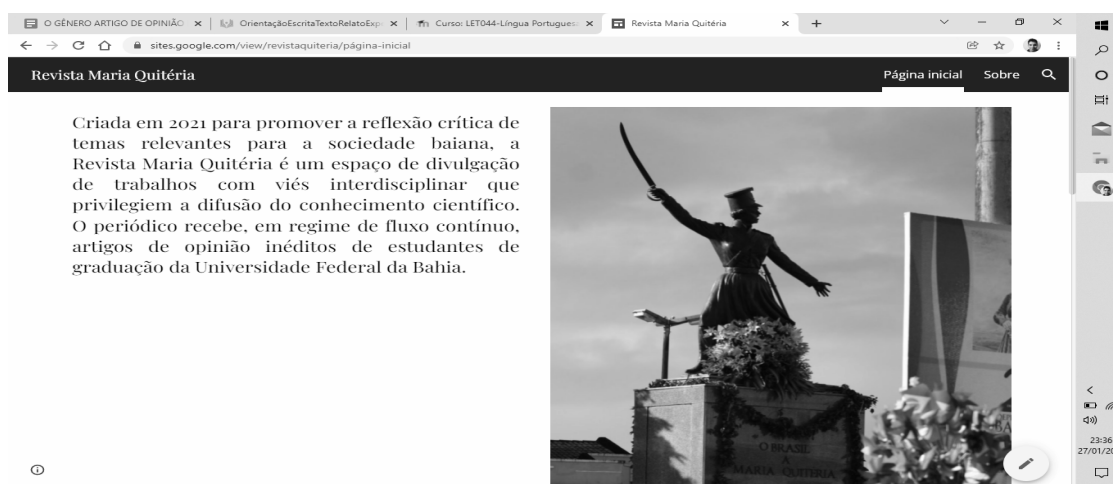 O GÊNERO ARTIGO DE OPINIÃO
OrientaçãoEscritaTextoRelatoExp
Curso: LET044-Língua Portugues
Revista Maria Quitéria
sites.google.com/view/revistaquiteria/página-inicial
Revista Maria Quitéria
Página inicial
Sobre
Criada em 2021 para promover a reflexão crítica de
temas relevantes para a sociedade baiana, a
Revista Maria Quitéria é um espaço de divulgação
de trabalhos com viés interdisciplinar que
privilegiem a difusão do conhecimento científico.
O periódico recebe, em regime de fluxo contínuo,
artigos de opinião inéditos de estudantes de
graduação da Universidade Federal da Bahia.
O BRASIL
A
MARIA QUITERIA
23:36
27/01/20